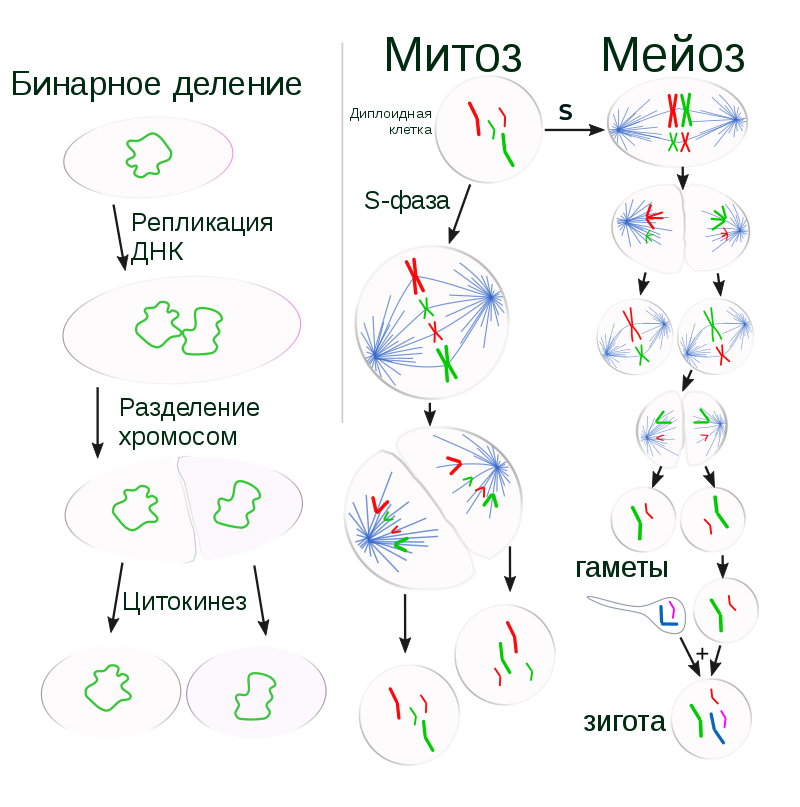 Бинарное деление
Репликация
ДНК
Разделение
хромосом
Цитокинез
Митоз
Диплоидная
клетка
S
S-фаза
Мейоз
гаметы
+
зигота